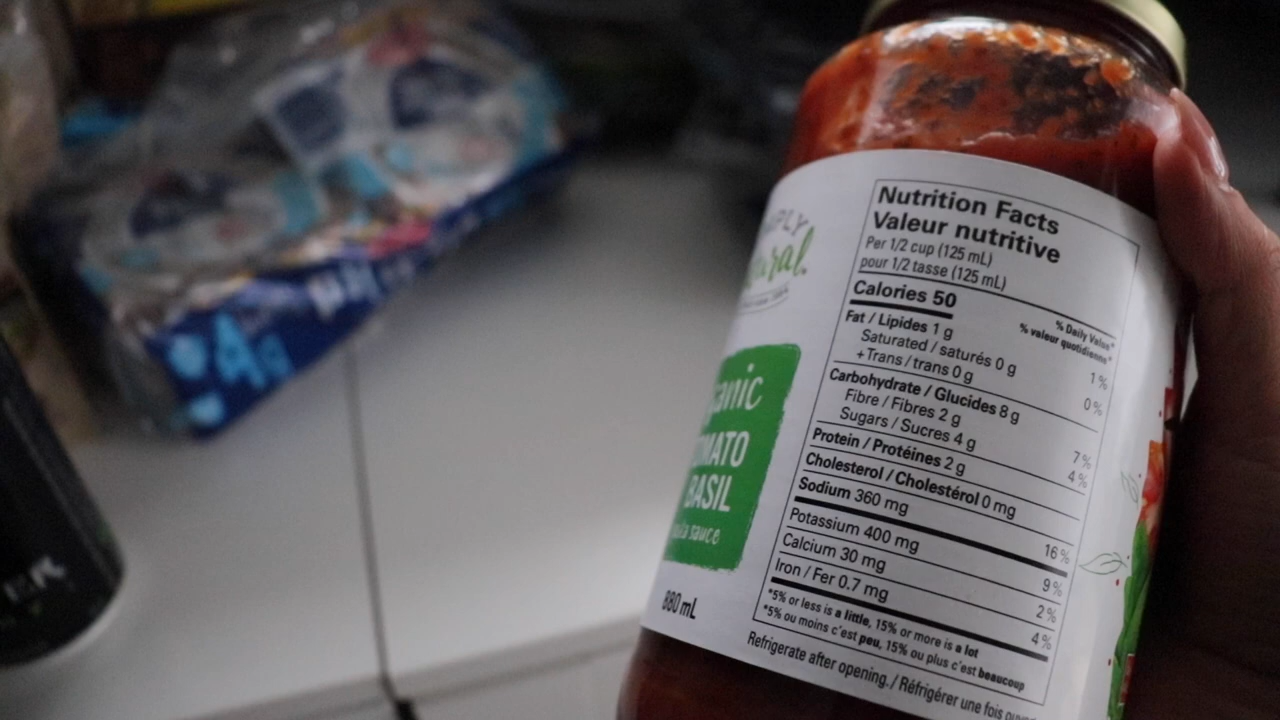 Nutrition Facts
Valeur nutritive
Per 1/2 cup (125 mL)
pour 1/2 tasse (125 mL)
Calories 50
% Daily Value*
% valeur quotidienne*
Fat / Lipides 1 g 1 %
Saturated / saturés 0 g
+Trans / trans 0 g 0 %
Carbohydrate / Glucides 8 g
Fibre / Fibres 2 g 7 %
Sugars / Sucres 4 g 4 %
Protein / Protéines 2 g
Cholesterol / Cholestérol 0 mg
Sodium 360 mg 16 %
Potassium 400 mg 9 %
Calcium 30 mg 2 %
Iron / Fer 0.7 mg 4 %
*5% or less is a little, 15% or more is a lot
*5% ou moins c'est peu, 15% ou plus c'est beaucoup
Refrigerate after opening. / Réfrigérer une fois
BASIL
sauce
880 mL